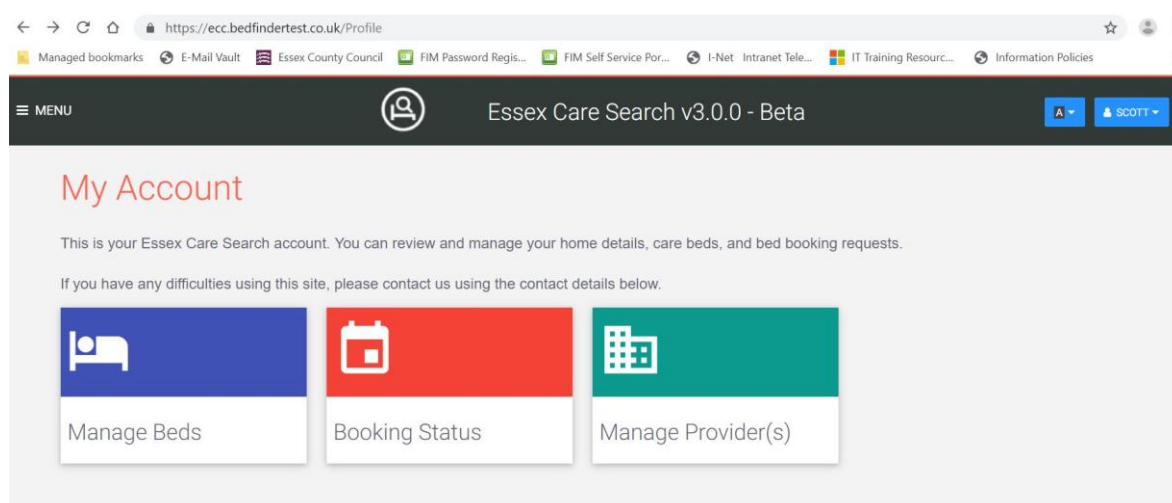 https://ecc.bedfindertest.co.uk/Profile
Managed bookmarks E-Mail Vault Essex County Council FIM Password Regis... FIM Self Service Por... I-Net Intranet Tele... IT Training Resourc... Information Policies
MENU Essex Care Search v3.0.0 - Beta A SCOTT
My Account
This is your Essex Care Search account. You can review and manage your home details, care beds, and bed booking requests.
If you have any difficulties using this site, please contact us using the contact details below.
Manage Beds Booking Status Manage Provider(s)